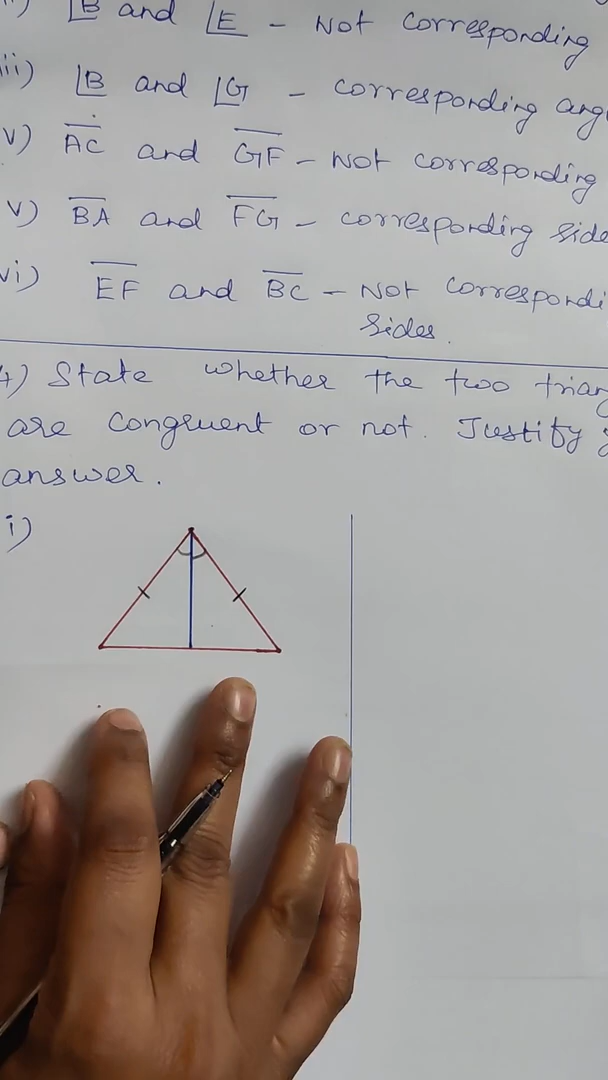 ∠B and ∠E - Not corresponding
iii) ∠B and ∠G - corresponding
v) AC and GF - Not corresponding
v) BA and FG - corresponding
vi) EF and BC - Not
sides.
4) State whether the two
are congruent or not. Justify
answer.
i)